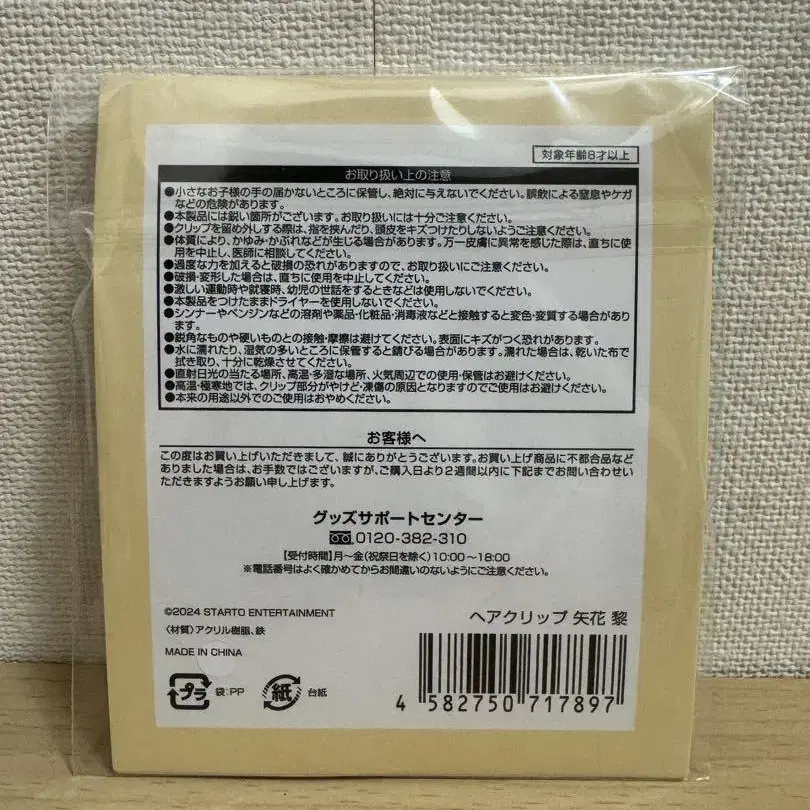 対象年齢8才以上
お取り扱い上の注意
●小さなお子様の手の届かないところに保管し、絶対に与えないでください。誤飲による窒息やケガ
などの危険があります。
●本製品には鋭い箇所がございます。お取り扱いには十分ご注意ください。
●クリップを留め外しする際は、指を挟んだり、頭皮をキズつけたりしないようご注意ください。
●体質により、かゆみ・かぶれなどが生じる場合があります。万一皮膚に異常を感じた際は、直ちに使
用を中止し、医師に相談してください。
●過度な力を加えると破損の恐れがありますので、お取り扱いにご注意ください。
●破損・変形した場合は、直ちに使用を中止してください。
●激しい運動時や就寝時、幼児の世話をするときなどは使用しないでください。
●本製品をつけたままドライヤーを使用しないでください。
●シンナーやベンジンなどの溶剤や薬品・化粧品・消毒液などと接触すると変色・変質する場合があり
ます。
●鋭角なものや硬いものとの接触・摩擦は避けてください。表面にキズがつく恐れがあります。
●水に濡れたり、湿気の多いところに保管すると錆びる場合があります。濡れた場合は、乾いた布で
拭き取り、十分に乾燥させてください。
●直射日光の当たる場所、高温・多湿な場所、火気周辺での使用・保管はお避けください。
●高温・極寒地では、クリップ部分がやけど・凍傷の原因となりますのでご使用はお避けください。
●本来の用途以外でのご使用はおやめください。
お客様へ
この度はお買い上げいただきまして、誠にありがとうございます。お買い上げ商品に不都合品など
ありました場合は、お手数ではございますが、ご購入日より2週間以内に下記までお問い合わせい
ただきますようお願い申し上げます。
グッズサポートセンター
0120-382-310
【受付時間】月〜金(祝祭日を除く)10:00〜18:00
※電話番号はよく確かめてからお間違いのないようにご注意ください。
©2024 STARTO ENTERTAINMENT
〈材質〉アクリル樹脂、鉄
MADE IN CHINA
ヘアクリップ 矢花 黎
プラ 袋:PP 紙 台紙
4 582750 717897